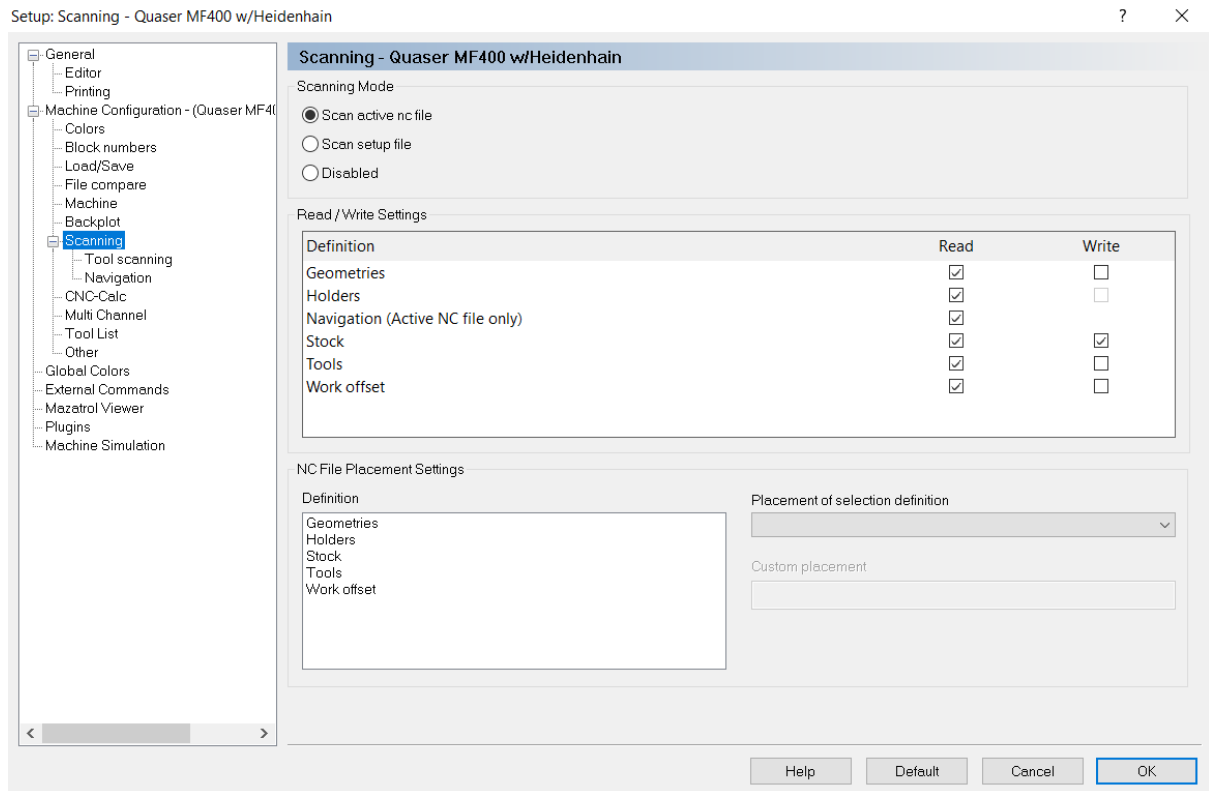 Setup: Scanning - Quaser MF400 w/Heidenhain
General
Editor
Printing
Machine Configuration - (Quaser MF40
Colors
Block numbers
Load/Save
File compare
Machine
Backplot
Scanning
Tool scanning
Navigation
CNC-Calc
Multi Channel
Tool List
Other
Global Colors
External Commands
Mazatrol Viewer
Plugins
Machine Simulation
Scanning - Quaser MF400 w/Heidenhain
Scanning Mode
Scan active nc file
Scan setup file
Disabled
Read / Write Settings
Definition Read Write
Geometries
Holders
Navigation (Active NC file only)
Stock
Tools
Work offset
NC File Placement Settings
Definition
Geometries
Holders
Stock
Tools
Work offset
Placement of selection definition
Custom placement
Help Default Cancel OK